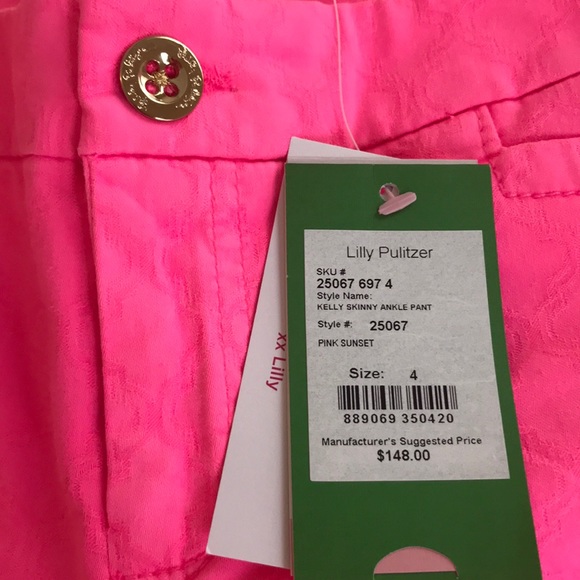 Lilly Pulitzer
SKU #
25067 697 4
Style Name:
KELLY SKINNY ANKLE PANT
Style #: 25067
PINK SUNSET
Size: 4
889069 350420
Manufacturer's Suggested Price
$148.00
xx Lilly